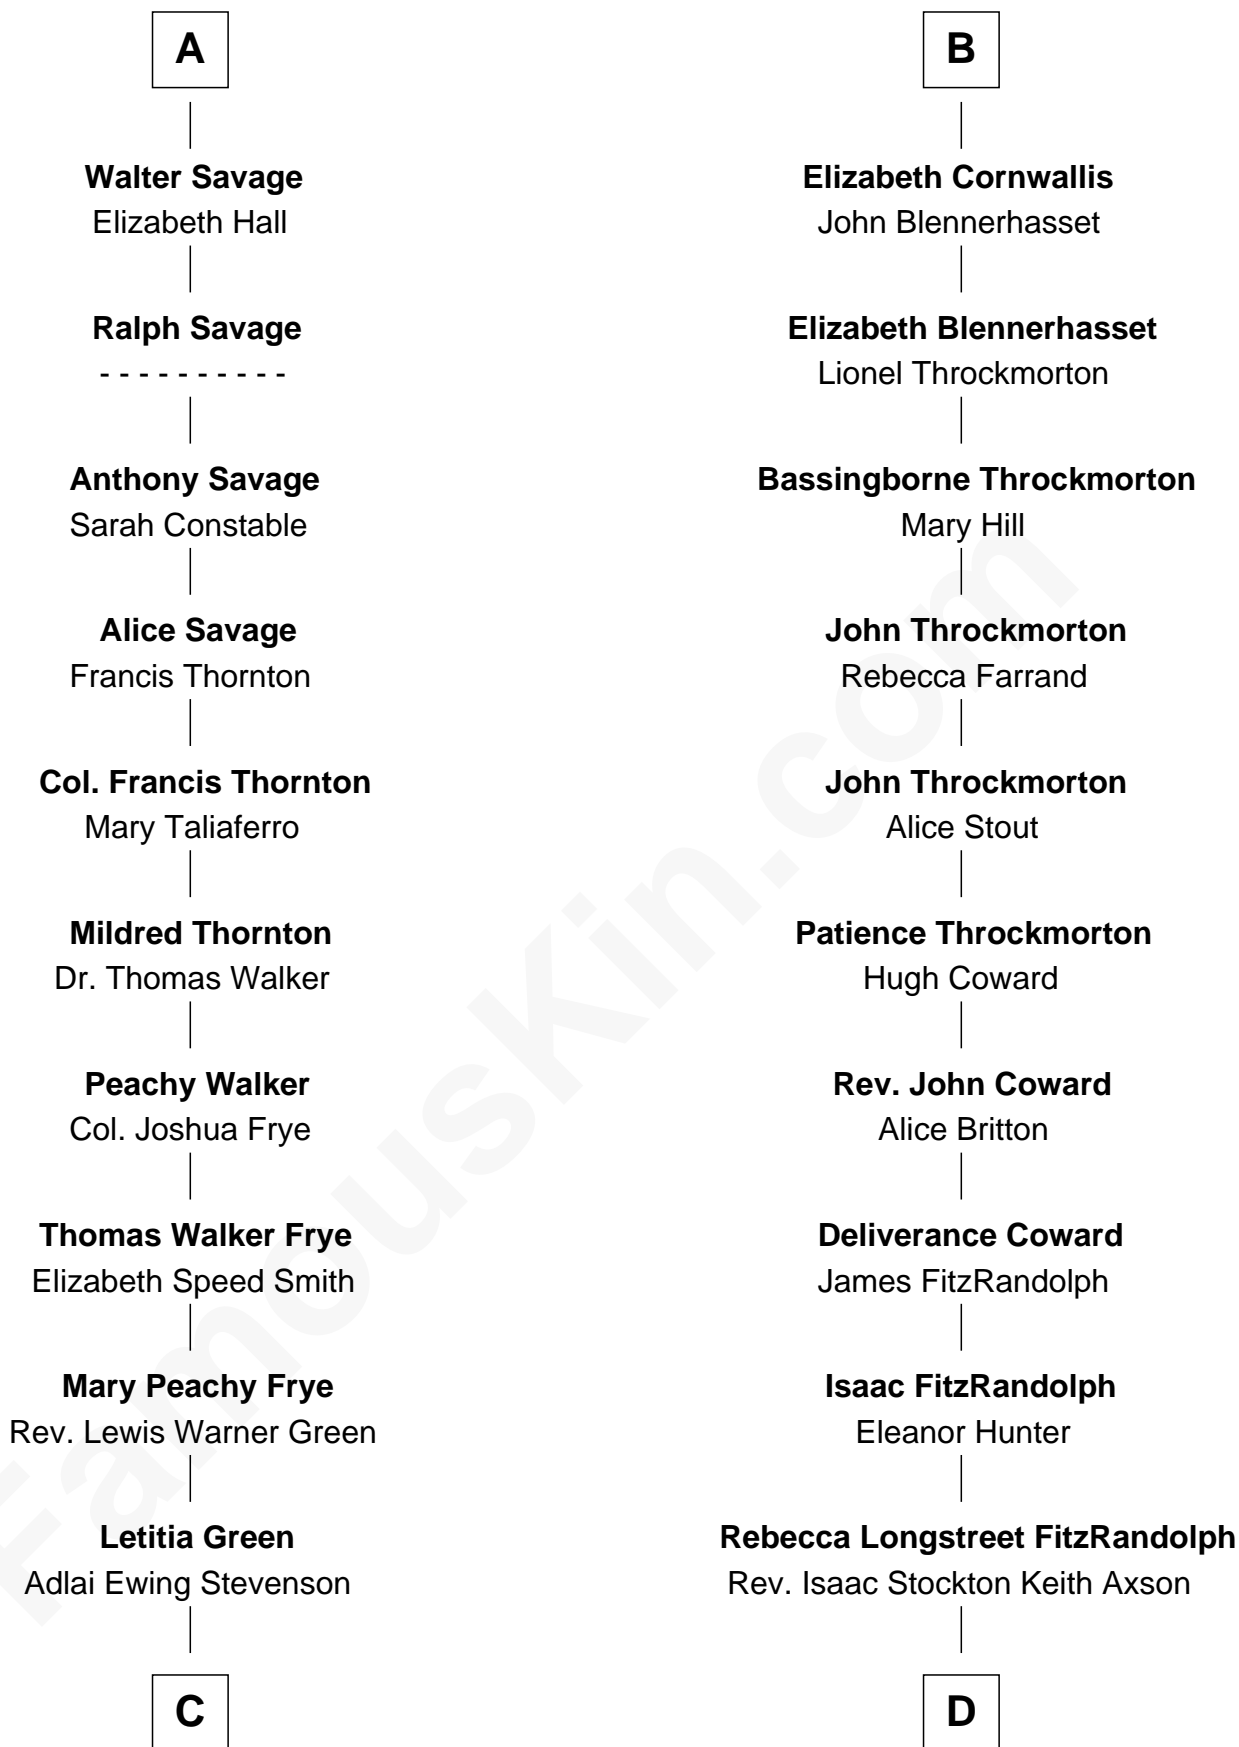 A
Walter Savage
Elizabeth Hall
Ralph Savage
- - - - - - - - - -
Anthony Savage
Sarah Constable
Alice Savage
Francis Thornton
Col. Francis Thornton
Mary Taliaferro
Mildred Thornton
Dr. Thomas Walker
Peachy Walker
Col. Joshua Frye
Thomas Walker Frye
Elizabeth Speed Smith
Mary Peachy Frye
Rev. Lewis Warner Green
Letitia Green
Adlai Ewing Stevenson
C
B
Elizabeth Cornwallis
John Blennerhasset
Elizabeth Blennerhasset
Lionel Throckmorton
Bassingborne Throckmorton
Mary Hill
John Throckmorton
Rebecca Farrand
John Throckmorton
Alice Stout
Patience Throckmorton
Hugh Coward
Rev. John Coward
Alice Britton
Deliverance Coward
James FitzRandolph
Isaac FitzRandolph
Eleanor Hunter
Rebecca Longstreet FitzRandolph
Rev. Isaac Stockton Keith Axson
D
FamousKin.com